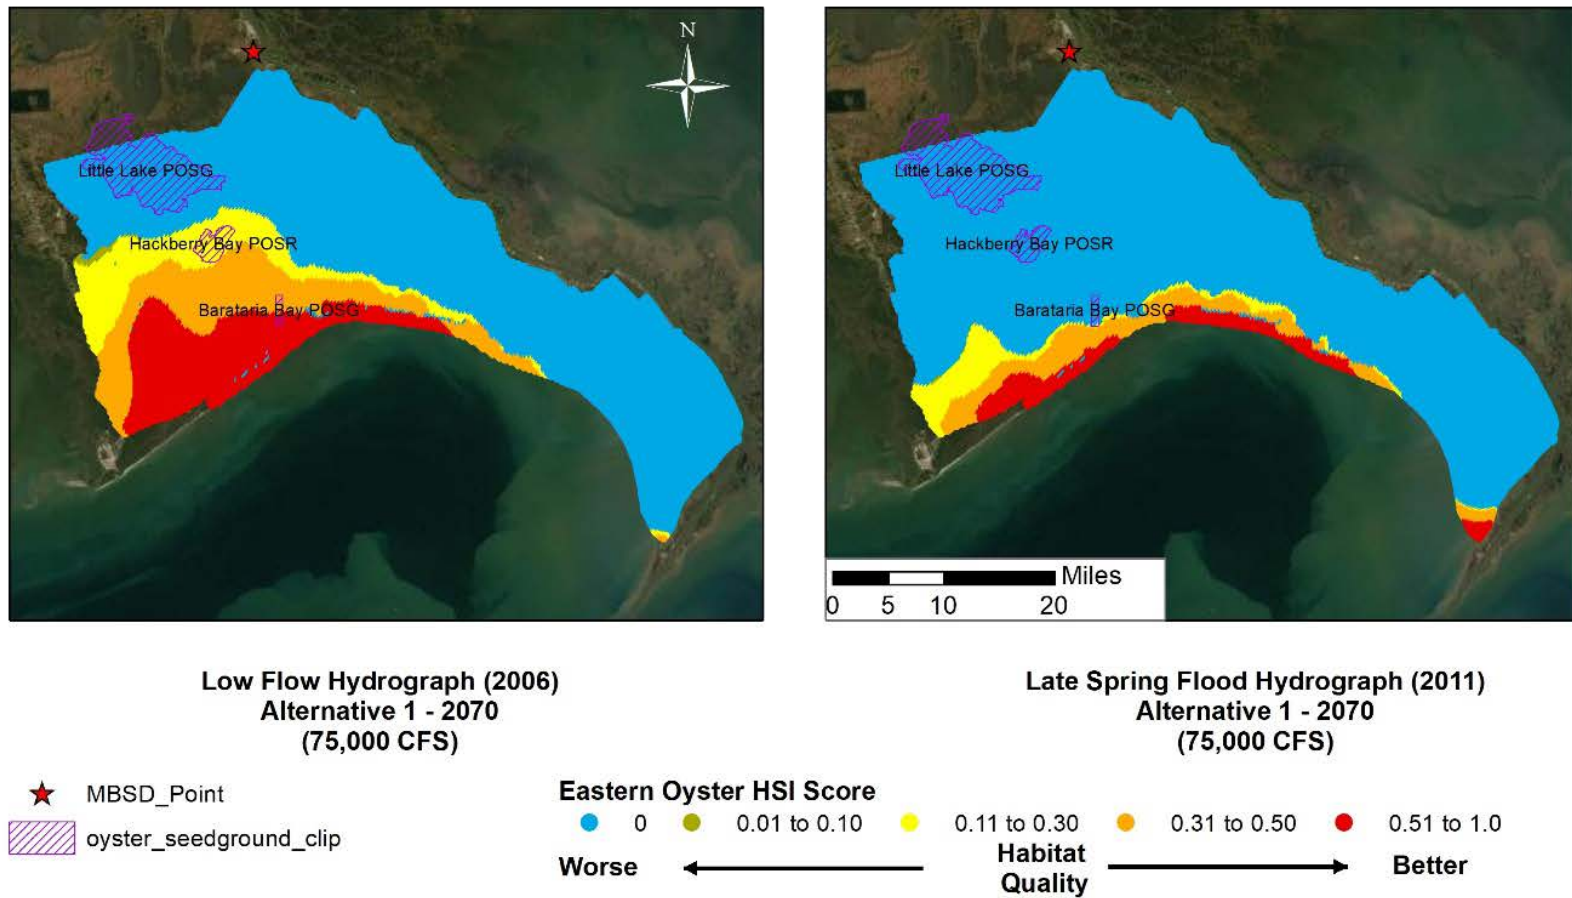 N
Little Lake POSG
Hackberry Bay POSR
Barataria Bay POSG
Little Lake POSG
Hackberry Bay POSR
Barataria Bay POSG
Miles
0 5 10 20
Low Flow Hydrograph (2006)
Alternative 1 - 2070
(75,000 CFS)
Late Spring Flood Hydrograph (2011)
Alternative 1 - 2070
(75,000 CFS)
MBSD_Point
oyster_seedground_clip
Eastern Oyster HSI Score
0 0.01 to 0.10 0.11 to 0.30 0.31 to 0.50 0.51 to 1.0
Worse Habitat Better
Quality